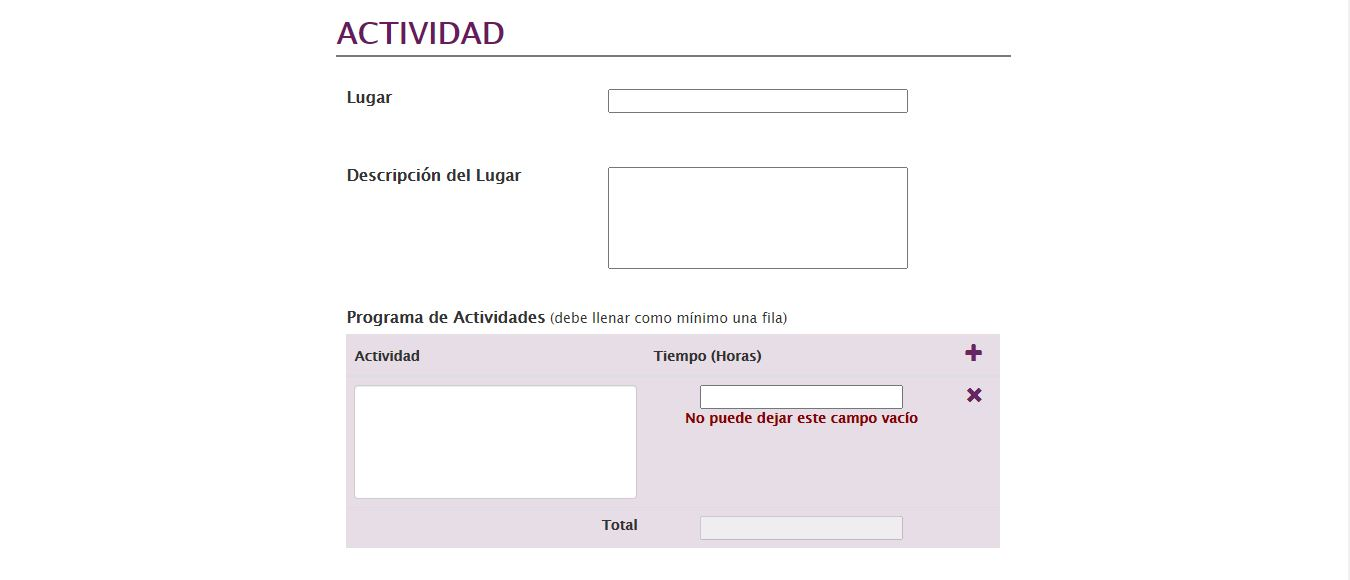 ACTIVIDAD
Lugar
Descripción del Lugar
Programa de Actividades (debe llenar como mínimo una fila)
Actividad Tiempo (Horas)
No puede dejar este campo vacío
Total